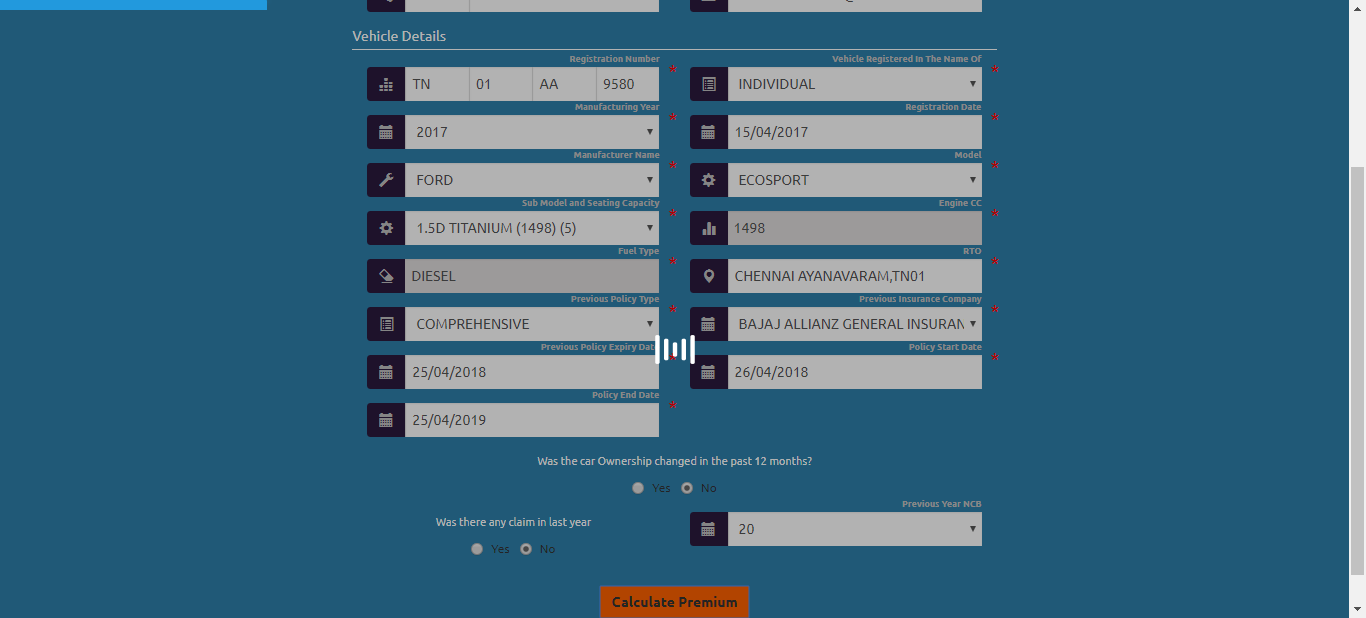 Vehicle Details
Registration Number
TN 01 AA 9580 *
Vehicle Registered In The Name Of
INDIVIDUAL *
Manufacturing Year
2017 *
Registration Date
15/04/2017 *
Manufacturer Name
FORD *
Model
ECOSPORT *
Sub Model and Seating Capacity
1.5D TITANIUM (1498) (5) *
Engine CC
1498 *
Fuel Type
DIESEL *
RTO
CHENNAI AYANAVARAM,TN01 *
Previous Policy Type
COMPREHENSIVE *
Previous Insurance Company
BAJAJ ALLIANZ GENERAL INSURAN *
Previous Policy Expiry Date
25/04/2018 *
Policy Start Date
26/04/2018 *
Policy End Date
25/04/2019 *
Was the car Ownership changed in the past 12 months?
Yes No
Was there any claim in last year
Yes No
Previous Year NCB
20
Calculate Premium